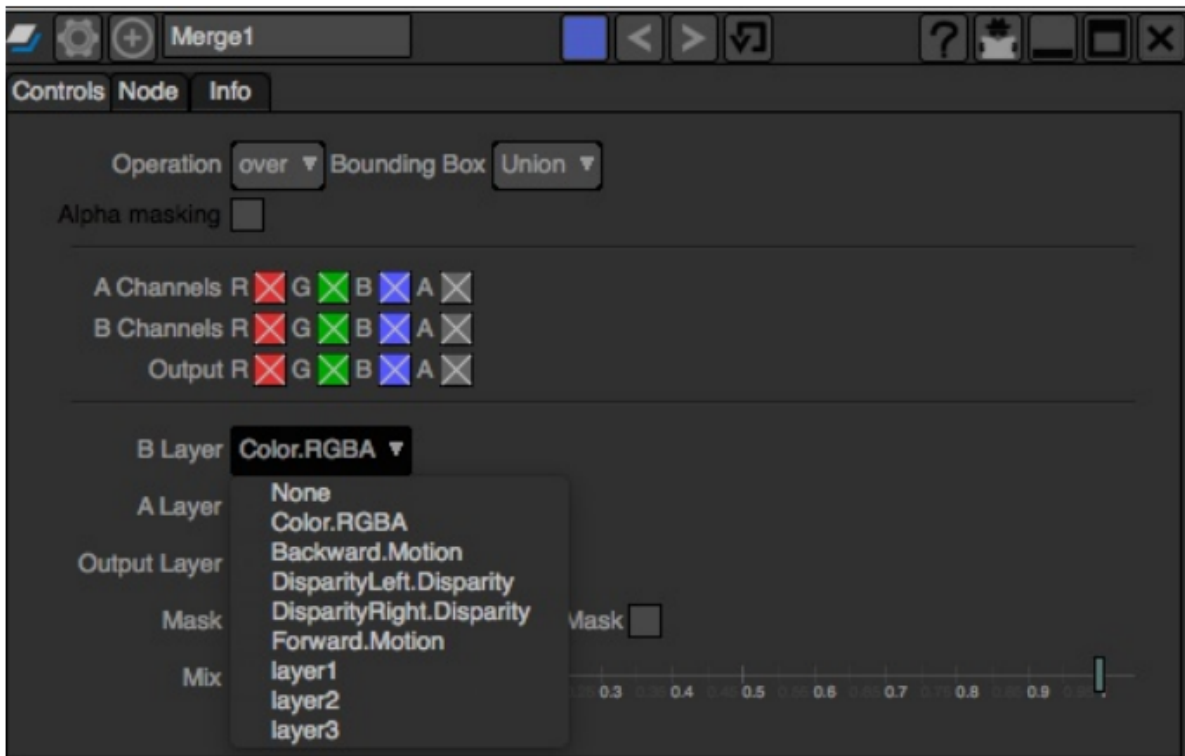 Merge1
Controls Node Info
Operation over Bounding Box Union
Alpha masking
A Channels R G B A
B Channels R G B A
Output R G B A
B Layer Color.RGBA
None
A Layer
Color.RGBA
Backward.Motion
Output Layer
DisparityLeft.Disparity
DisparityRight.Disparity
Mask Mask
Forward.Motion
layer1
Mix 0.3 0.4 0.5 0.6 0.7 0.8 0.9
layer2
layer3